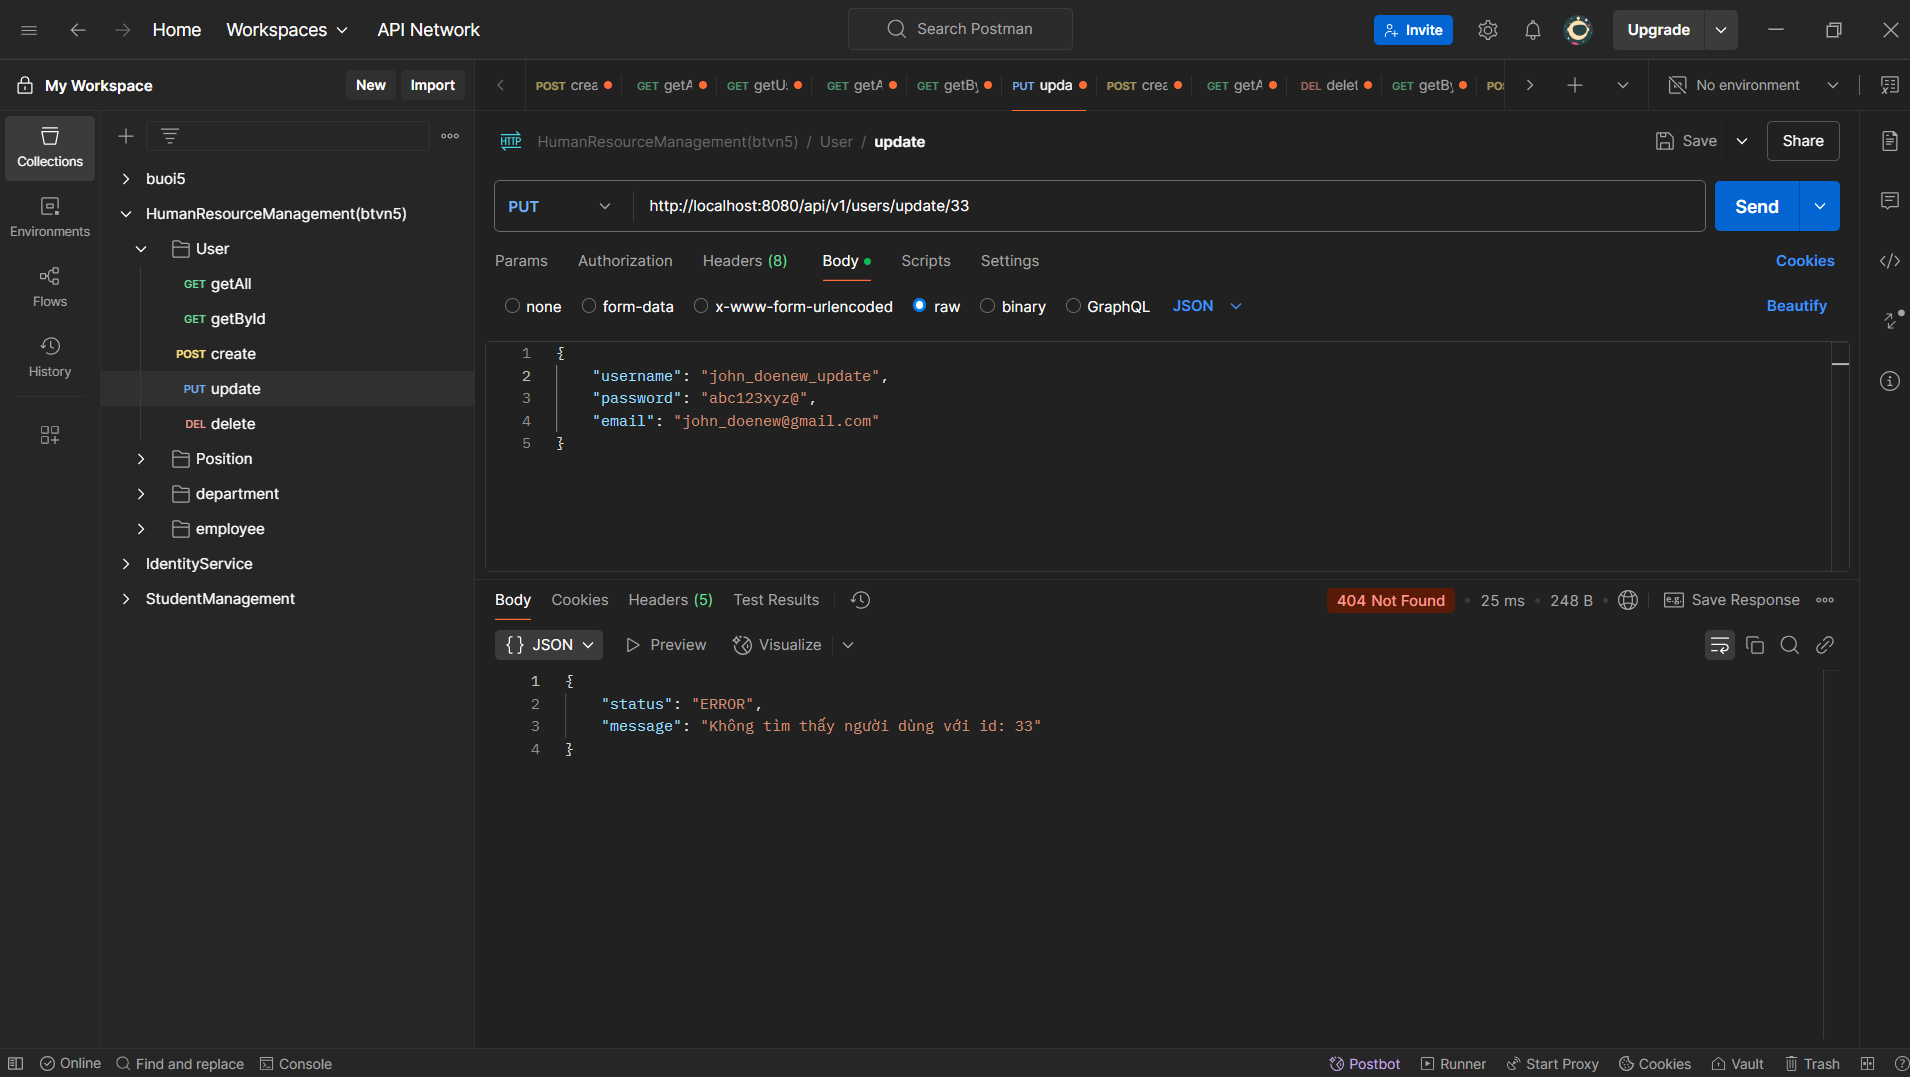 Home
Workspaces
API Network
Search Postman
Invite
Upgrade
My Workspace
New
Import
POST crea
GET getA
GET getU
GET getA
GET getBy
PUT upda
POST crea
GET getA
DEL delet
GET getBy
No environment
Collections
Environments
Flows
History
buoi5
HumanResourceManagement(btvn5)
User
GET getAll
GET getById
POST create
PUT update
DEL delete
Position
department
employee
IdentityService
StudentManagement
HTTP HumanResourceManagement(btvn5) / User / update
Save
Share
PUT
http://localhost:8080/api/v1/users/update/33
Send
Params
Authorization
Headers (8)
Body
Scripts
Settings
Cookies
none
form-data
x-www-form-urlencoded
raw
binary
GraphQL
JSON
Beautify
1 {
2 "username": "john_doenew_update",
3 "password": "abc123xyz@",
4 "email": "john_doenew@gmail.com"
5 }
Body
Cookies
Headers (5)
Test Results
404 Not Found
25 ms
248 B
e.g. Save Response
{} JSON
Preview
Visualize
1 {
2 "status": "ERROR",
3 "message": "Không tìm thấy người dùng với id: 33"
4 }
Online
Find and replace
Console
Postbot
Runner
Start Proxy
Cookies
Vault
Trash